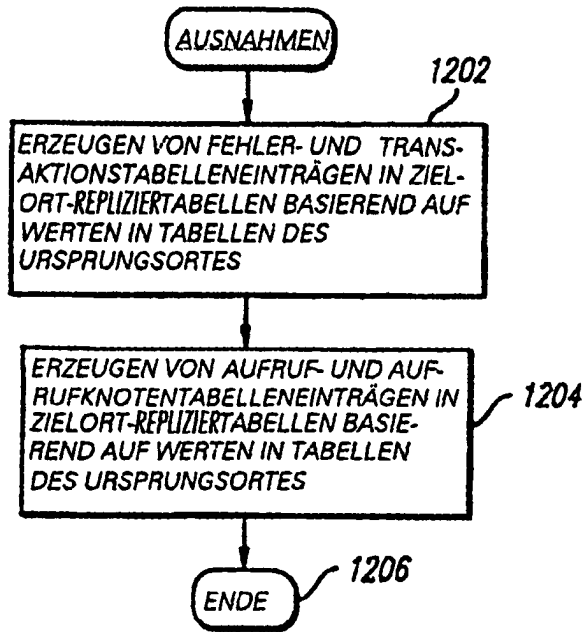 AUSNAHMEN
1202
ERZEUGEN VON FEHLER- UND TRANS-
AKTIONSTABELLENEINTRÄGEN IN ZIEL-
ORT-REPLIZIERTABELLEN BASIEREND AUF
WERTEN IN TABELLEN DES
URSPRUNGSORTES
ERZEUGEN VON AUFRUF- UND AUF-
RUFKNOTENTABELLENEINTRÄGEN IN
ZIELORT-REPLIZIERTABELLEN BASIE-
REND AUF WERTEN IN TABELLEN
DES URSPRUNGSORTES
1204
ENDE
1206